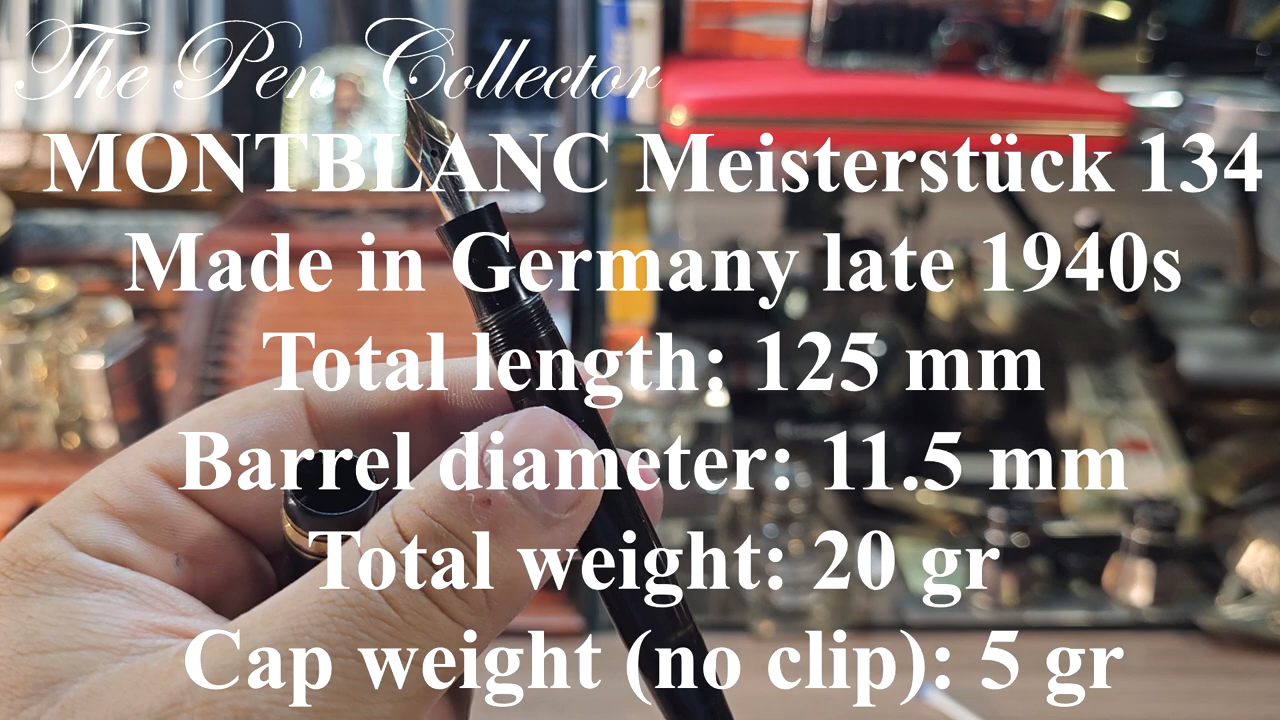 The Pen Collector
MONTBLANC Meisterstück 134
Made in Germany late 1940s
Total length: 125 mm
Barrel diameter: 11.5 mm
Total weight: 20 gr
Cap weight (no clip): 5 gr